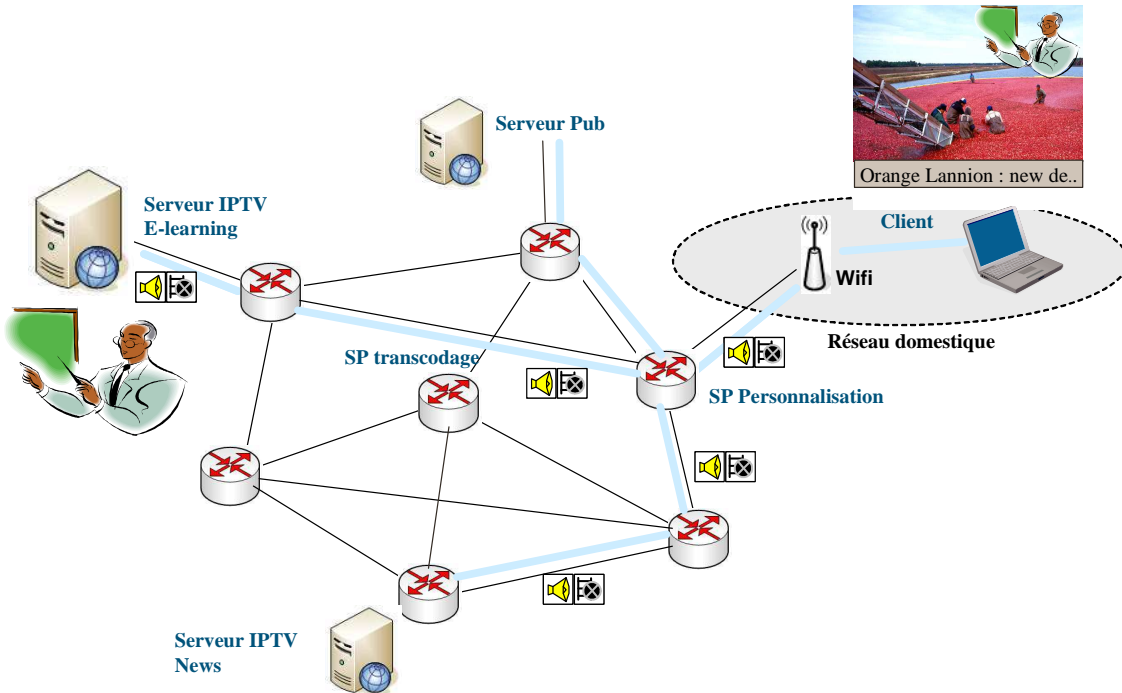 Serveur Pub
Orange Lannion : new de..
Serveur IPTV
E-learning
Client
Wifi
Réseau domestique
SP transcodage
SP Personnalisation
Serveur IPTV
News